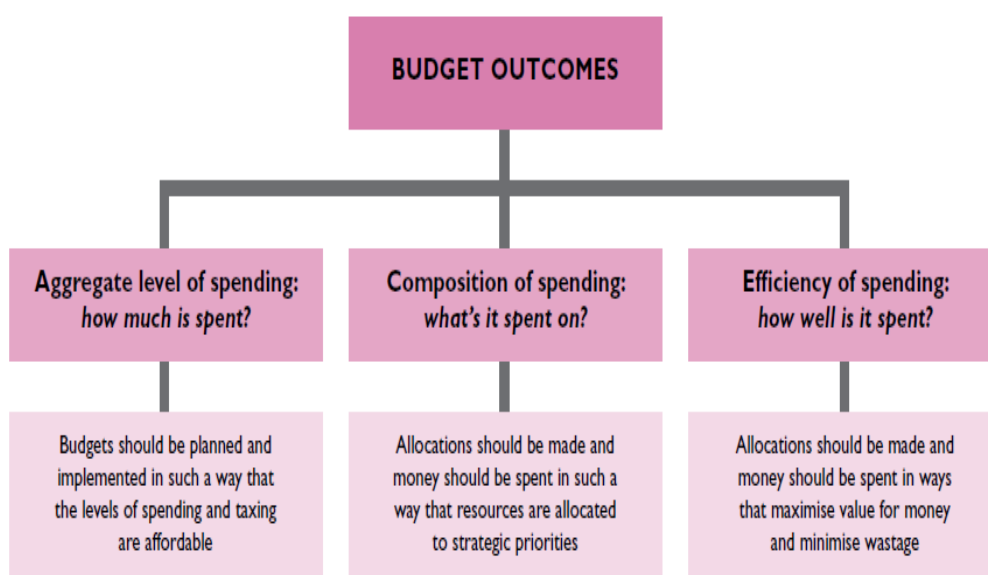 BUDGET OUTCOMES
Aggregate level of spending:
how much is spent?
Composition of spending:
what's it spent on?
Efficiency of spending:
how well is it spent?
Budgets should be planned and
implemented in such a way that
the levels of spending and taxing
are affordable
Allocations should be made and
money should be spent in such a
way that resources are allocated
to strategic priorities
Allocations should be made and
money should be spent in ways
that maximise value for money
and minimise wastage